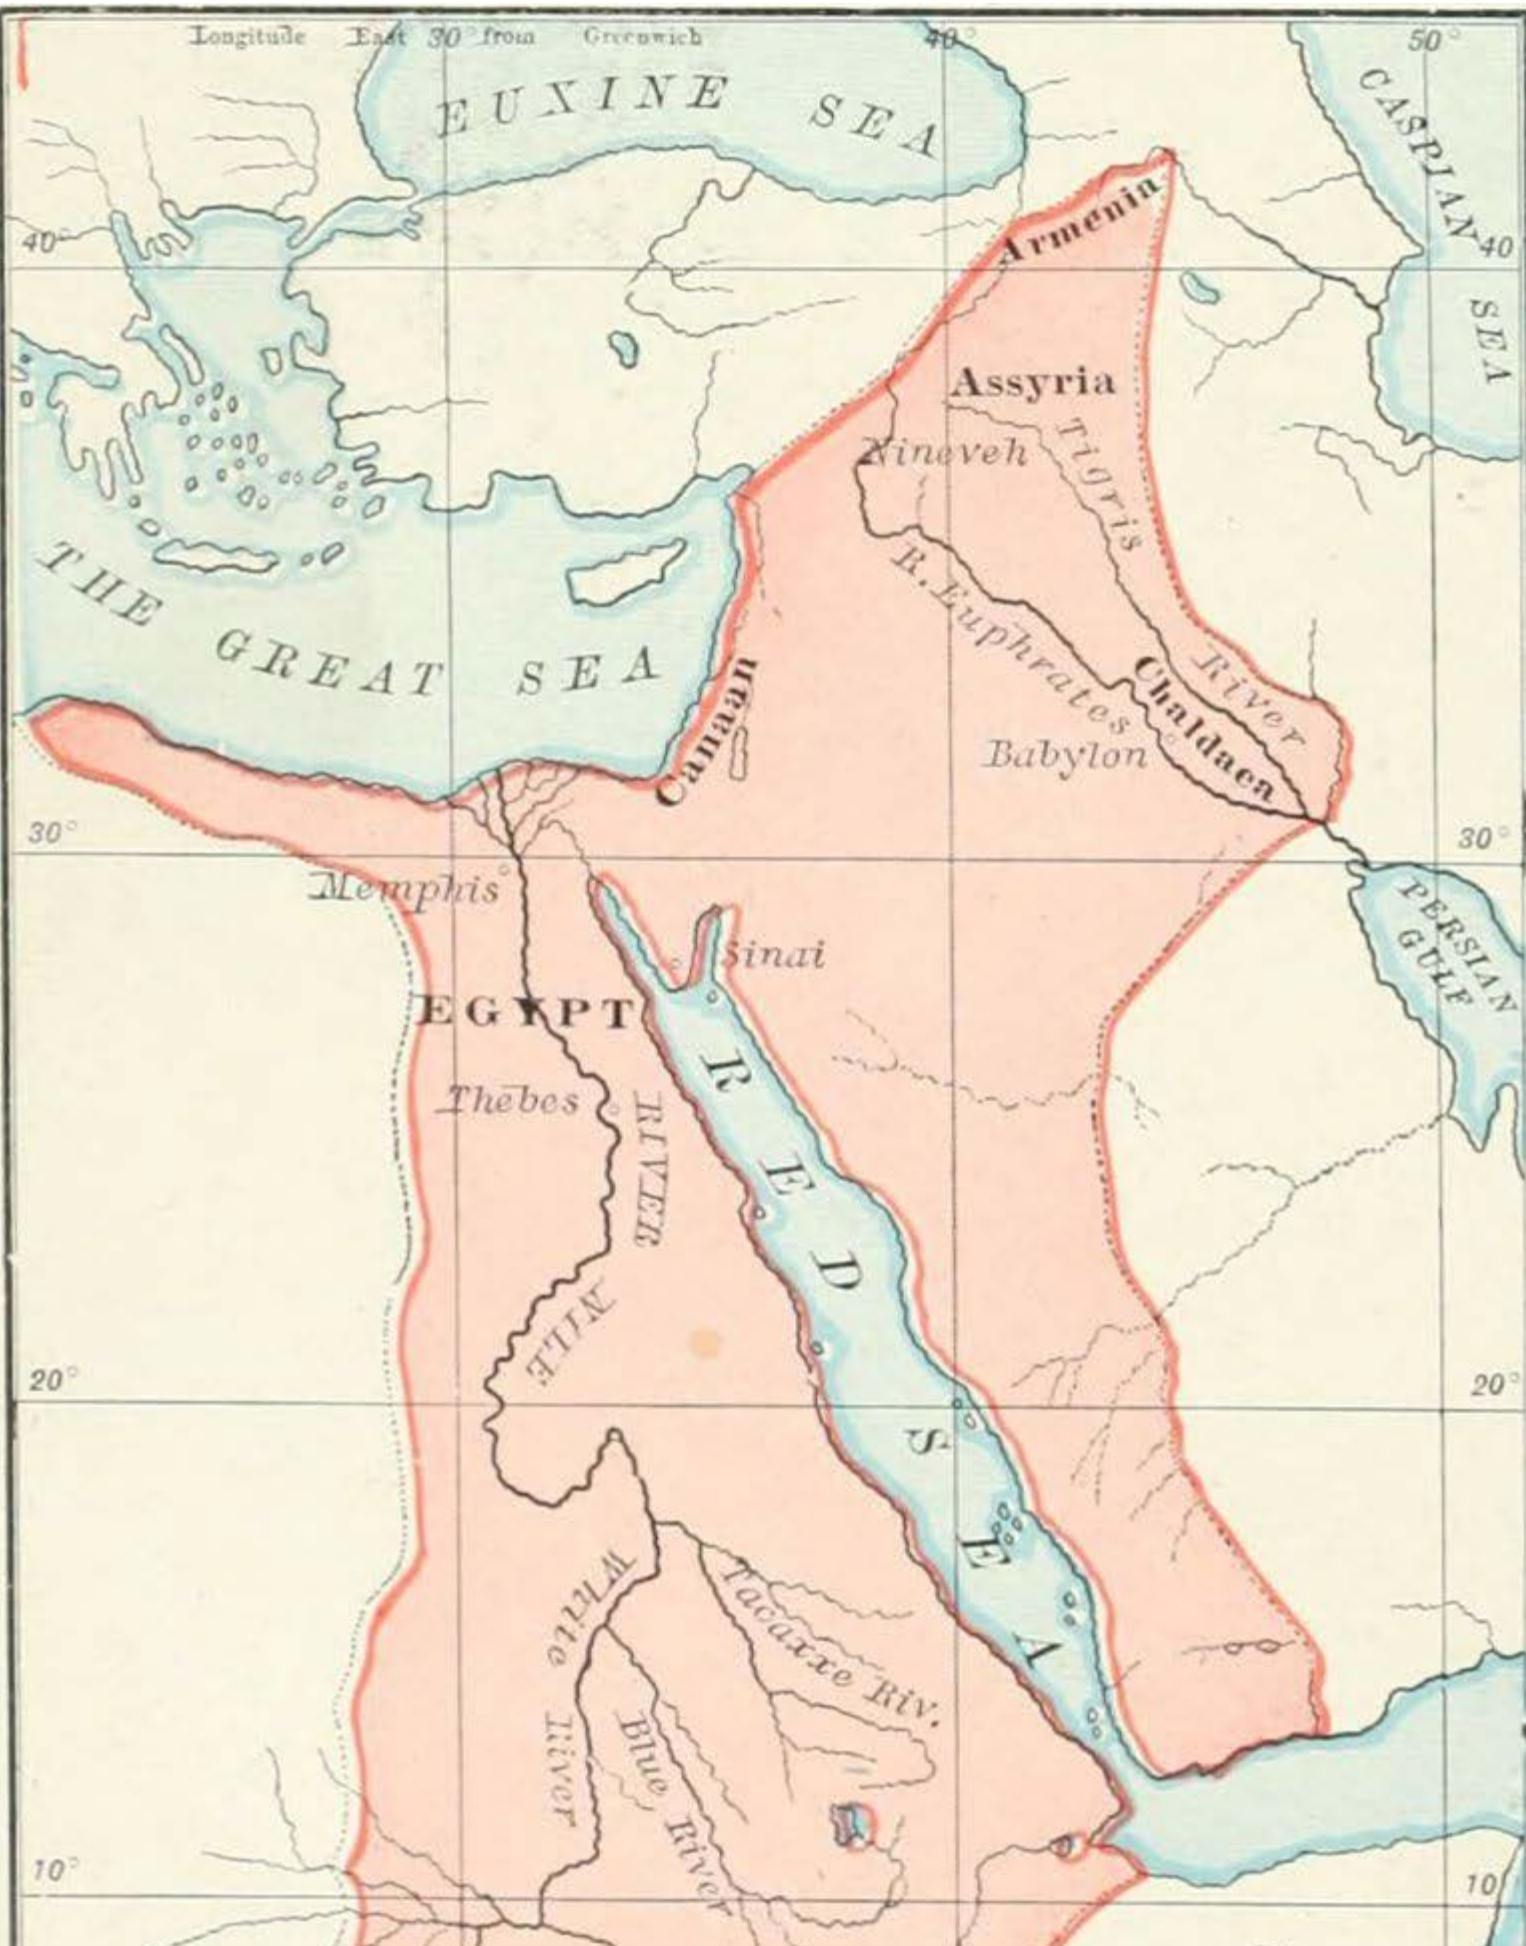 Longitude East 30° from Greenwich
40°
50°
EUXINE SEA
CASPIAN SEA
Armenia
40°
40
Assyria
Nineveh
Tigris River
R. Euphrates
THE GREAT SEA
Canaan
Chaldaea
Babylon
30°
30°
Memphis
PERSIAN
GULF
Sinai
EGYPT
Thebes
RIVER NILE
RED SEA
20°
20°
White River
Tacaxxe Riv.
Blue River
10°
10